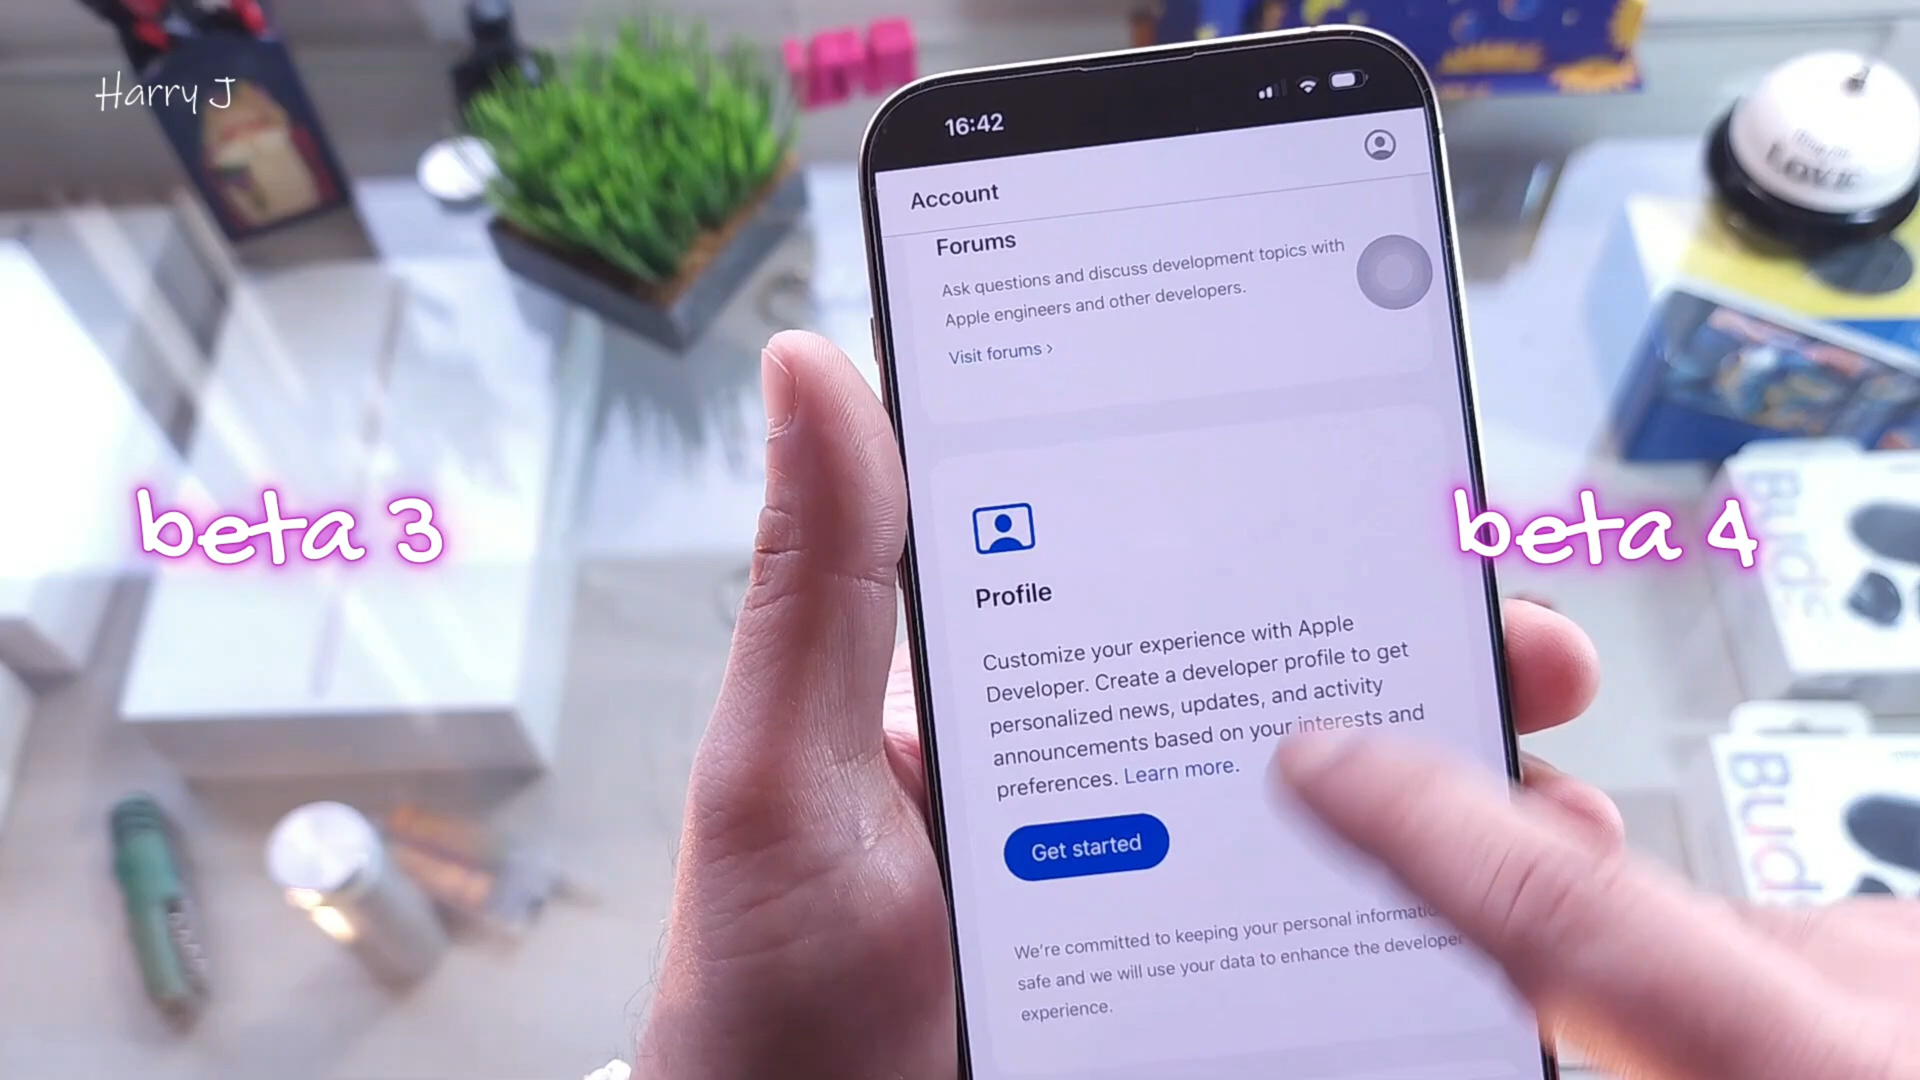 Harry J
16:42
Account
Forums
Ask questions and discuss development topics with
Apple engineers and other developers.
Visit forums >
beta 3
beta 4
Profile
Customize your experience with Apple
Developer. Create a developer profile to get
personalized news, updates, and activity
announcements based on your interests and
preferences. Learn more.
Get started
We're committed to keeping your personal
safe and we will use your data to enhance the developer
experience.
Buds
Buds